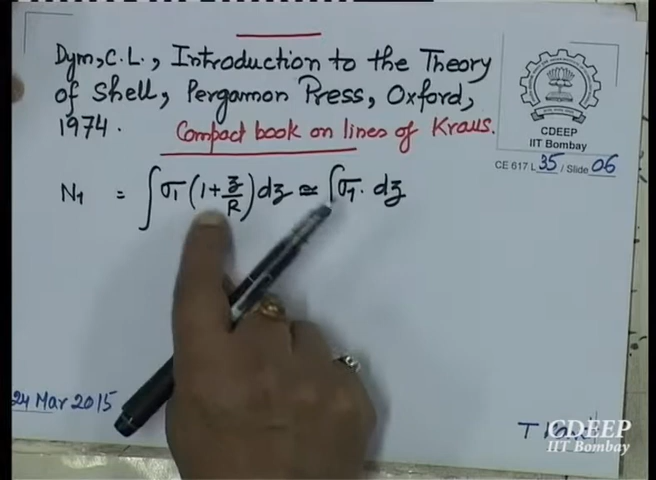 Dym, C.L., Introduction to the Theory
of Shell, Pergamon Press, Oxford,
1974. Compact book on lines of Kraus.
CDEEP
IIT Bombay
CE 617 L 35 / Slide 06
N₁ = ∫σ₁(1+z/R)dz ≃ ∫σ₁. dz
24 Mar 2015
CDEEP
IIT Bombay